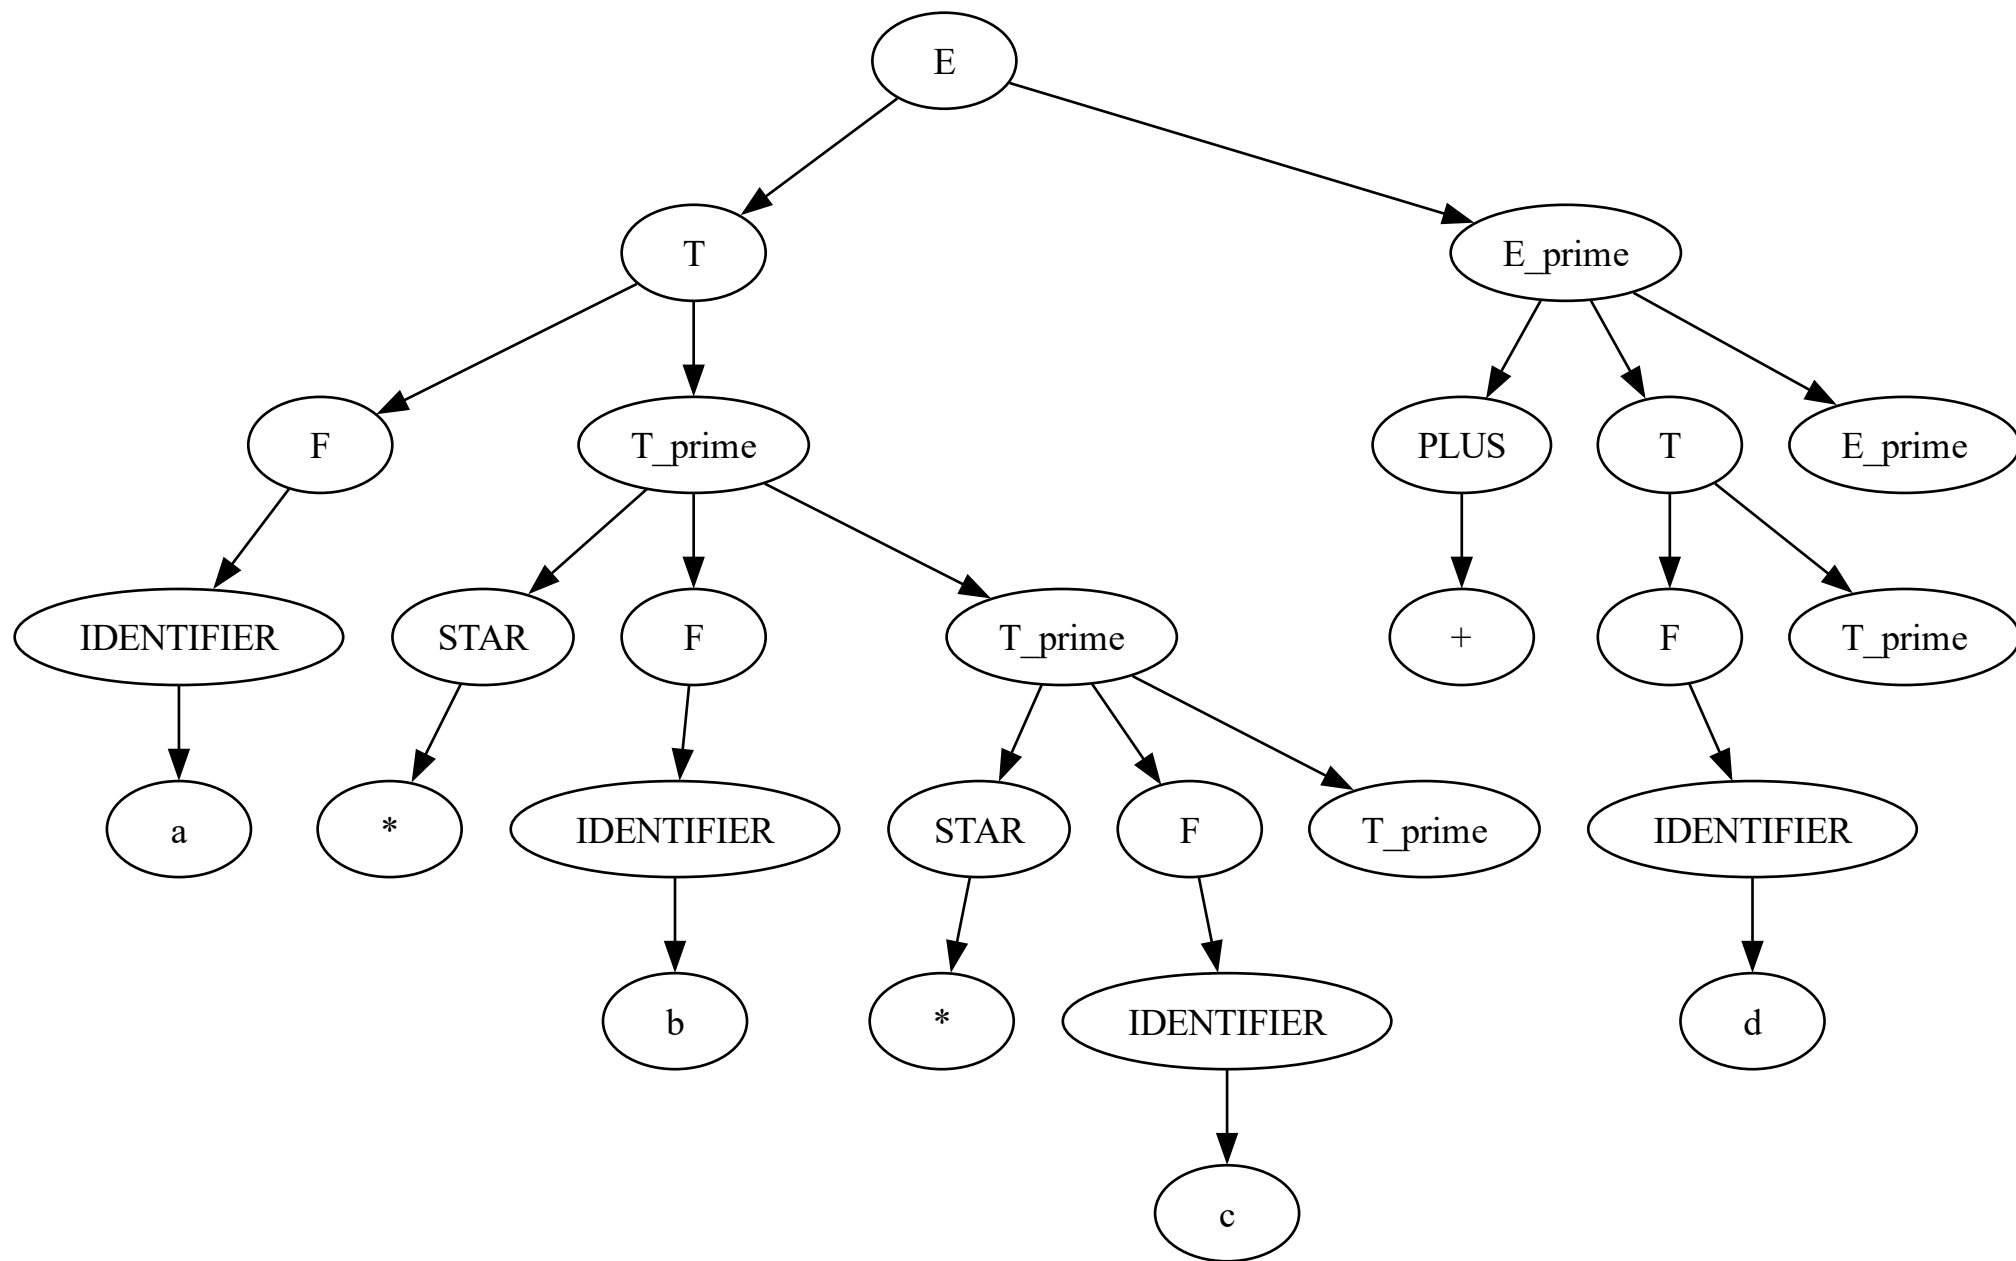 E
T
E_prime
F
T_prime
PLUS
T
E_prime
IDENTIFIER
STAR
F
T_prime
+
F
T_prime
a
*
IDENTIFIER
STAR
F
T_prime
IDENTIFIER
b
*
IDENTIFIER
d
c